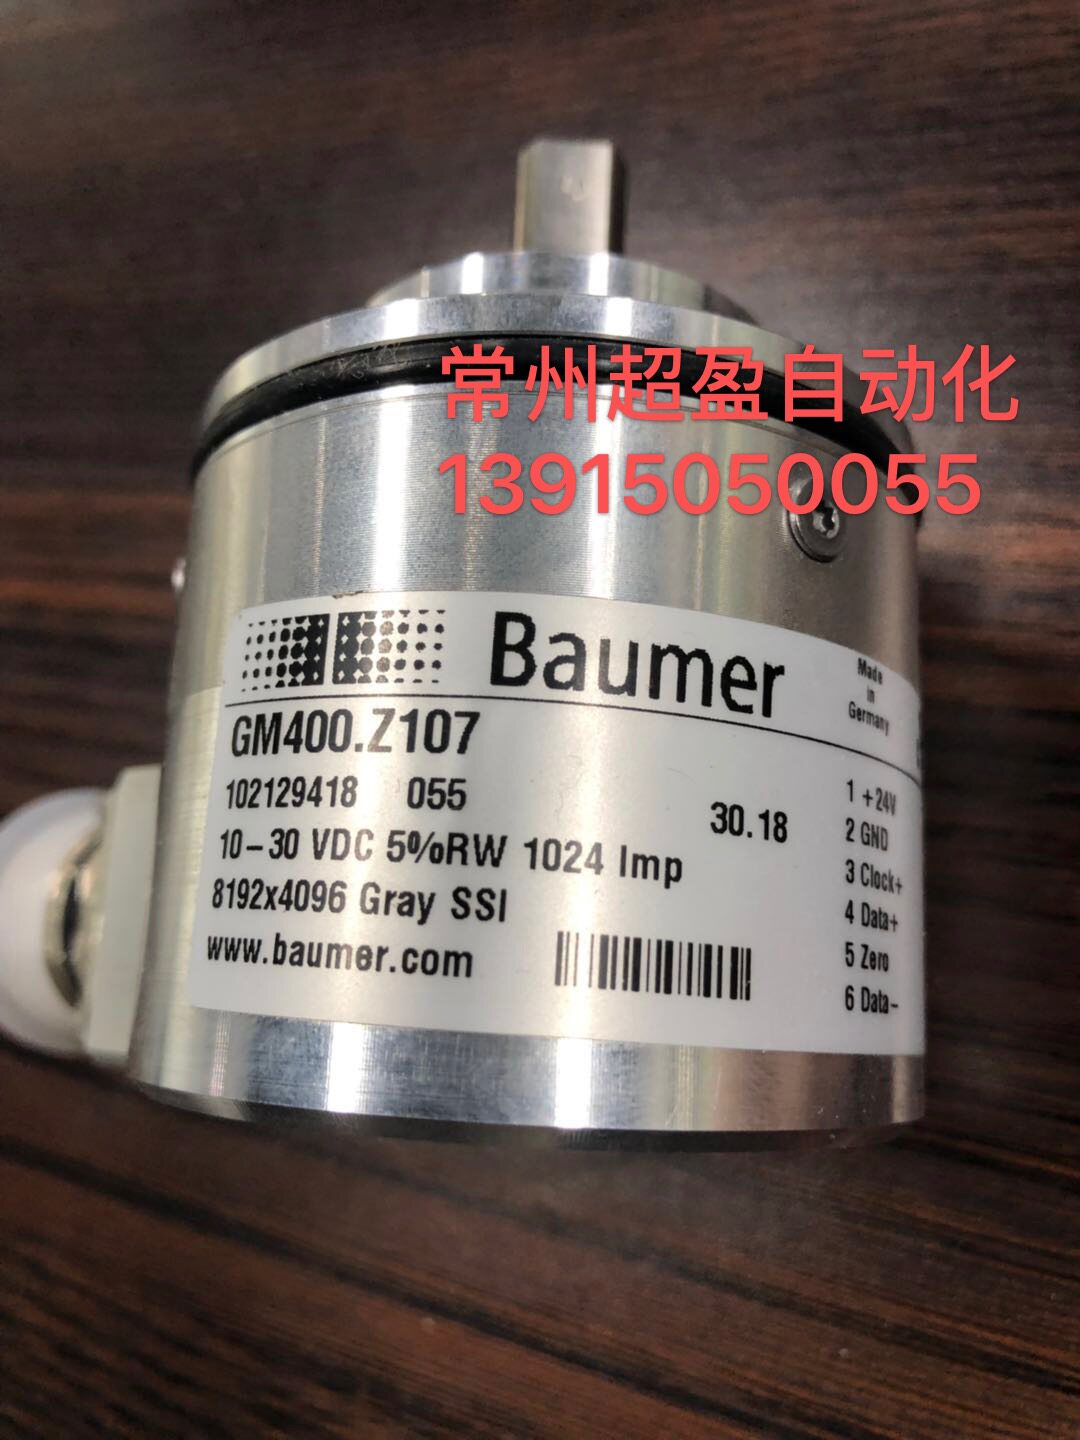 常州超盈自动化
13915050055
Baumer
Made
in
Germany
GM400.Z107
102129418 055
30.18
10-30 VDC 5%RW 1024 Imp
8192x4096 Gray SSI
www.baumer.com
1 +24V
2 GND
3 Clock+
4 Data+
5 Zero
6 Data-